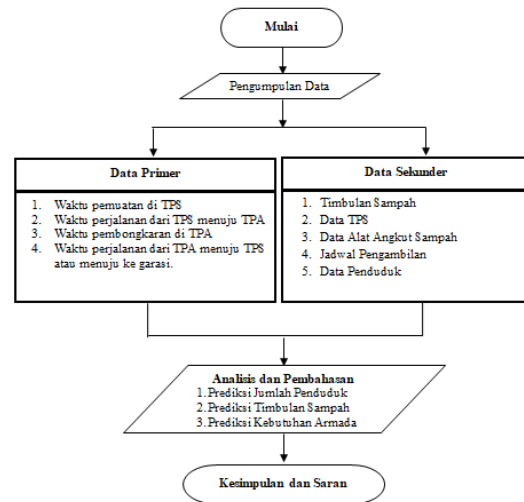 Mulai
Pengumpulan Data
Data Primer
1. Waktu pemuatan di TPS
2. Waktu perjalanan dari TPS menuju TPA
3. Waktu pembongkaran di TPA
4. Waktu perjalanan dari TPA menuju TPS
atau menuju ke garasi.
Data Sekunder
1. Timbulan Sampah
2. Data TPS
3. Data Alat Angkut Sampah
4. Jadwal Pengambilan
5. Data Penduduk
Analisis dan Pembahasan
1.Prediksi Jumlah Penduduk
2.Prediksi Timbulan Sampah
3.Prediksi Kebutuhan Armada
Kesimpulan dan Saran